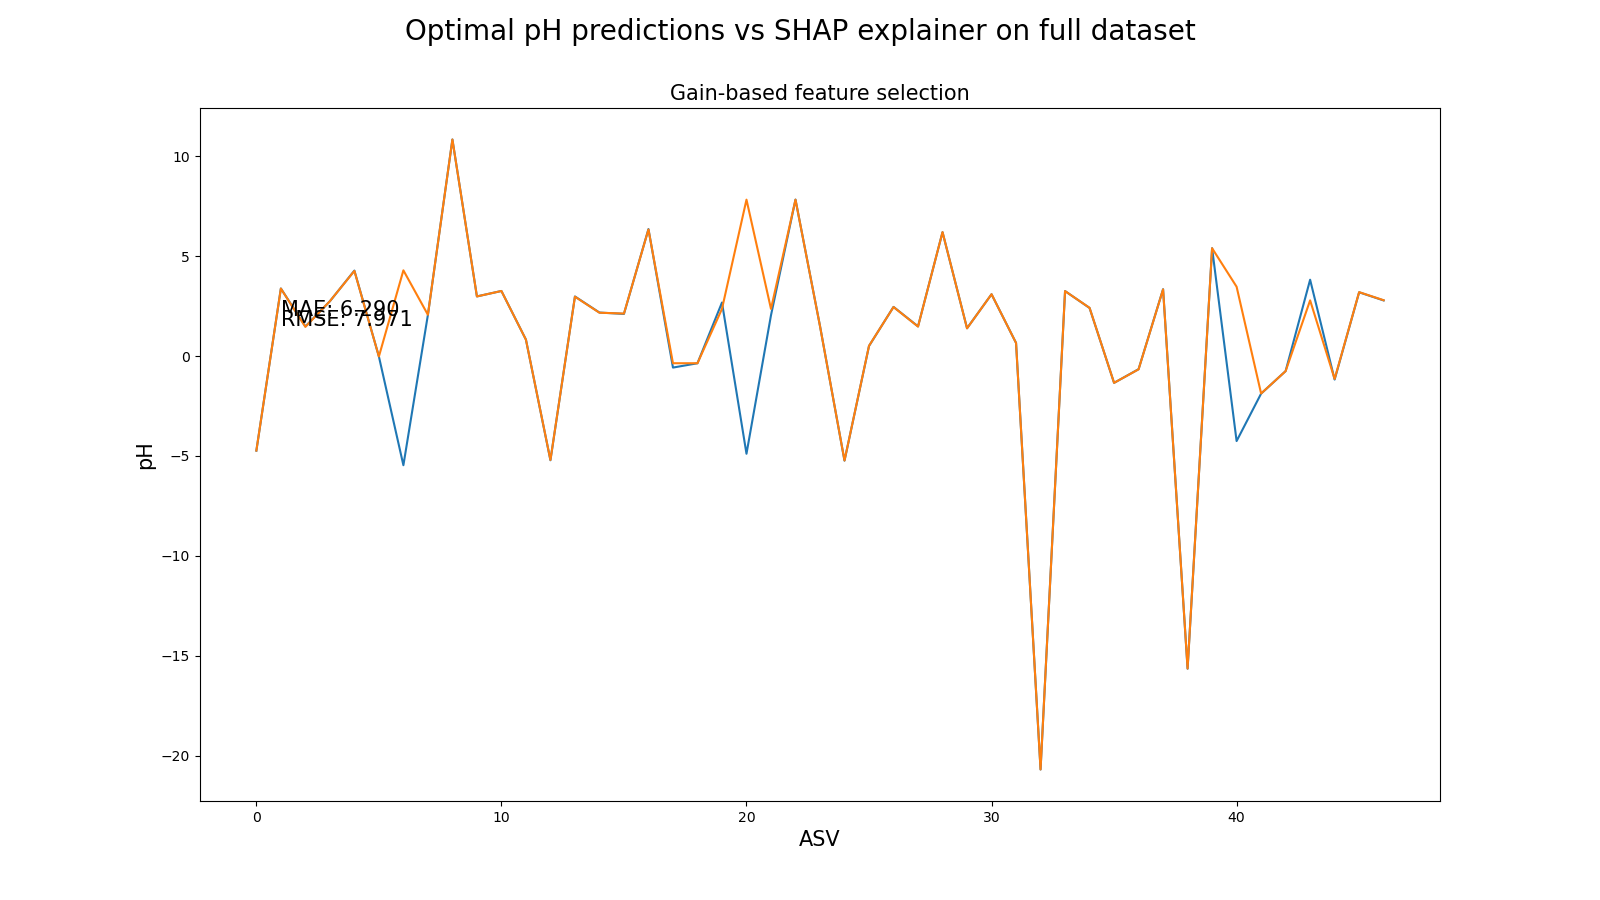 Optimal pH predictions vs SHAP explainer on full dataset
Gain-based feature selection
10
5
MAE: 6.290
RMSE: 7.971
0
pH
−5
−10
−15
−20
0 10 20 30 40
ASV